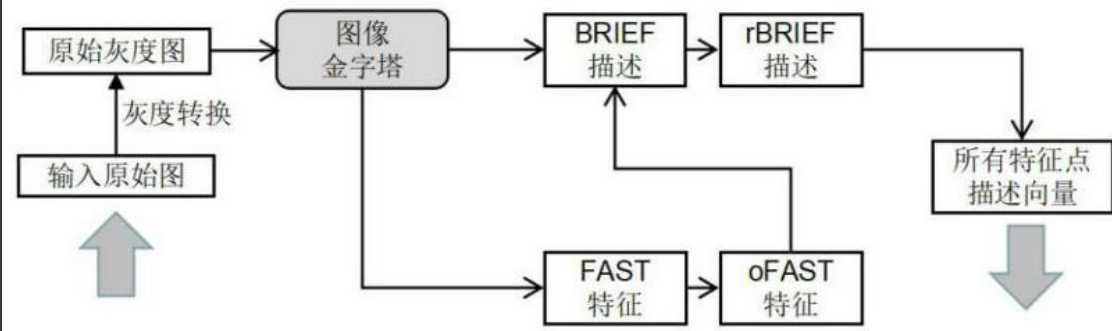 原始灰度图
图像
金字塔
BRIEF
描述
rBRIEF
描述
灰度转换
输入原始图
所有特征点
描述向量
FAST
特征
oFAST
特征